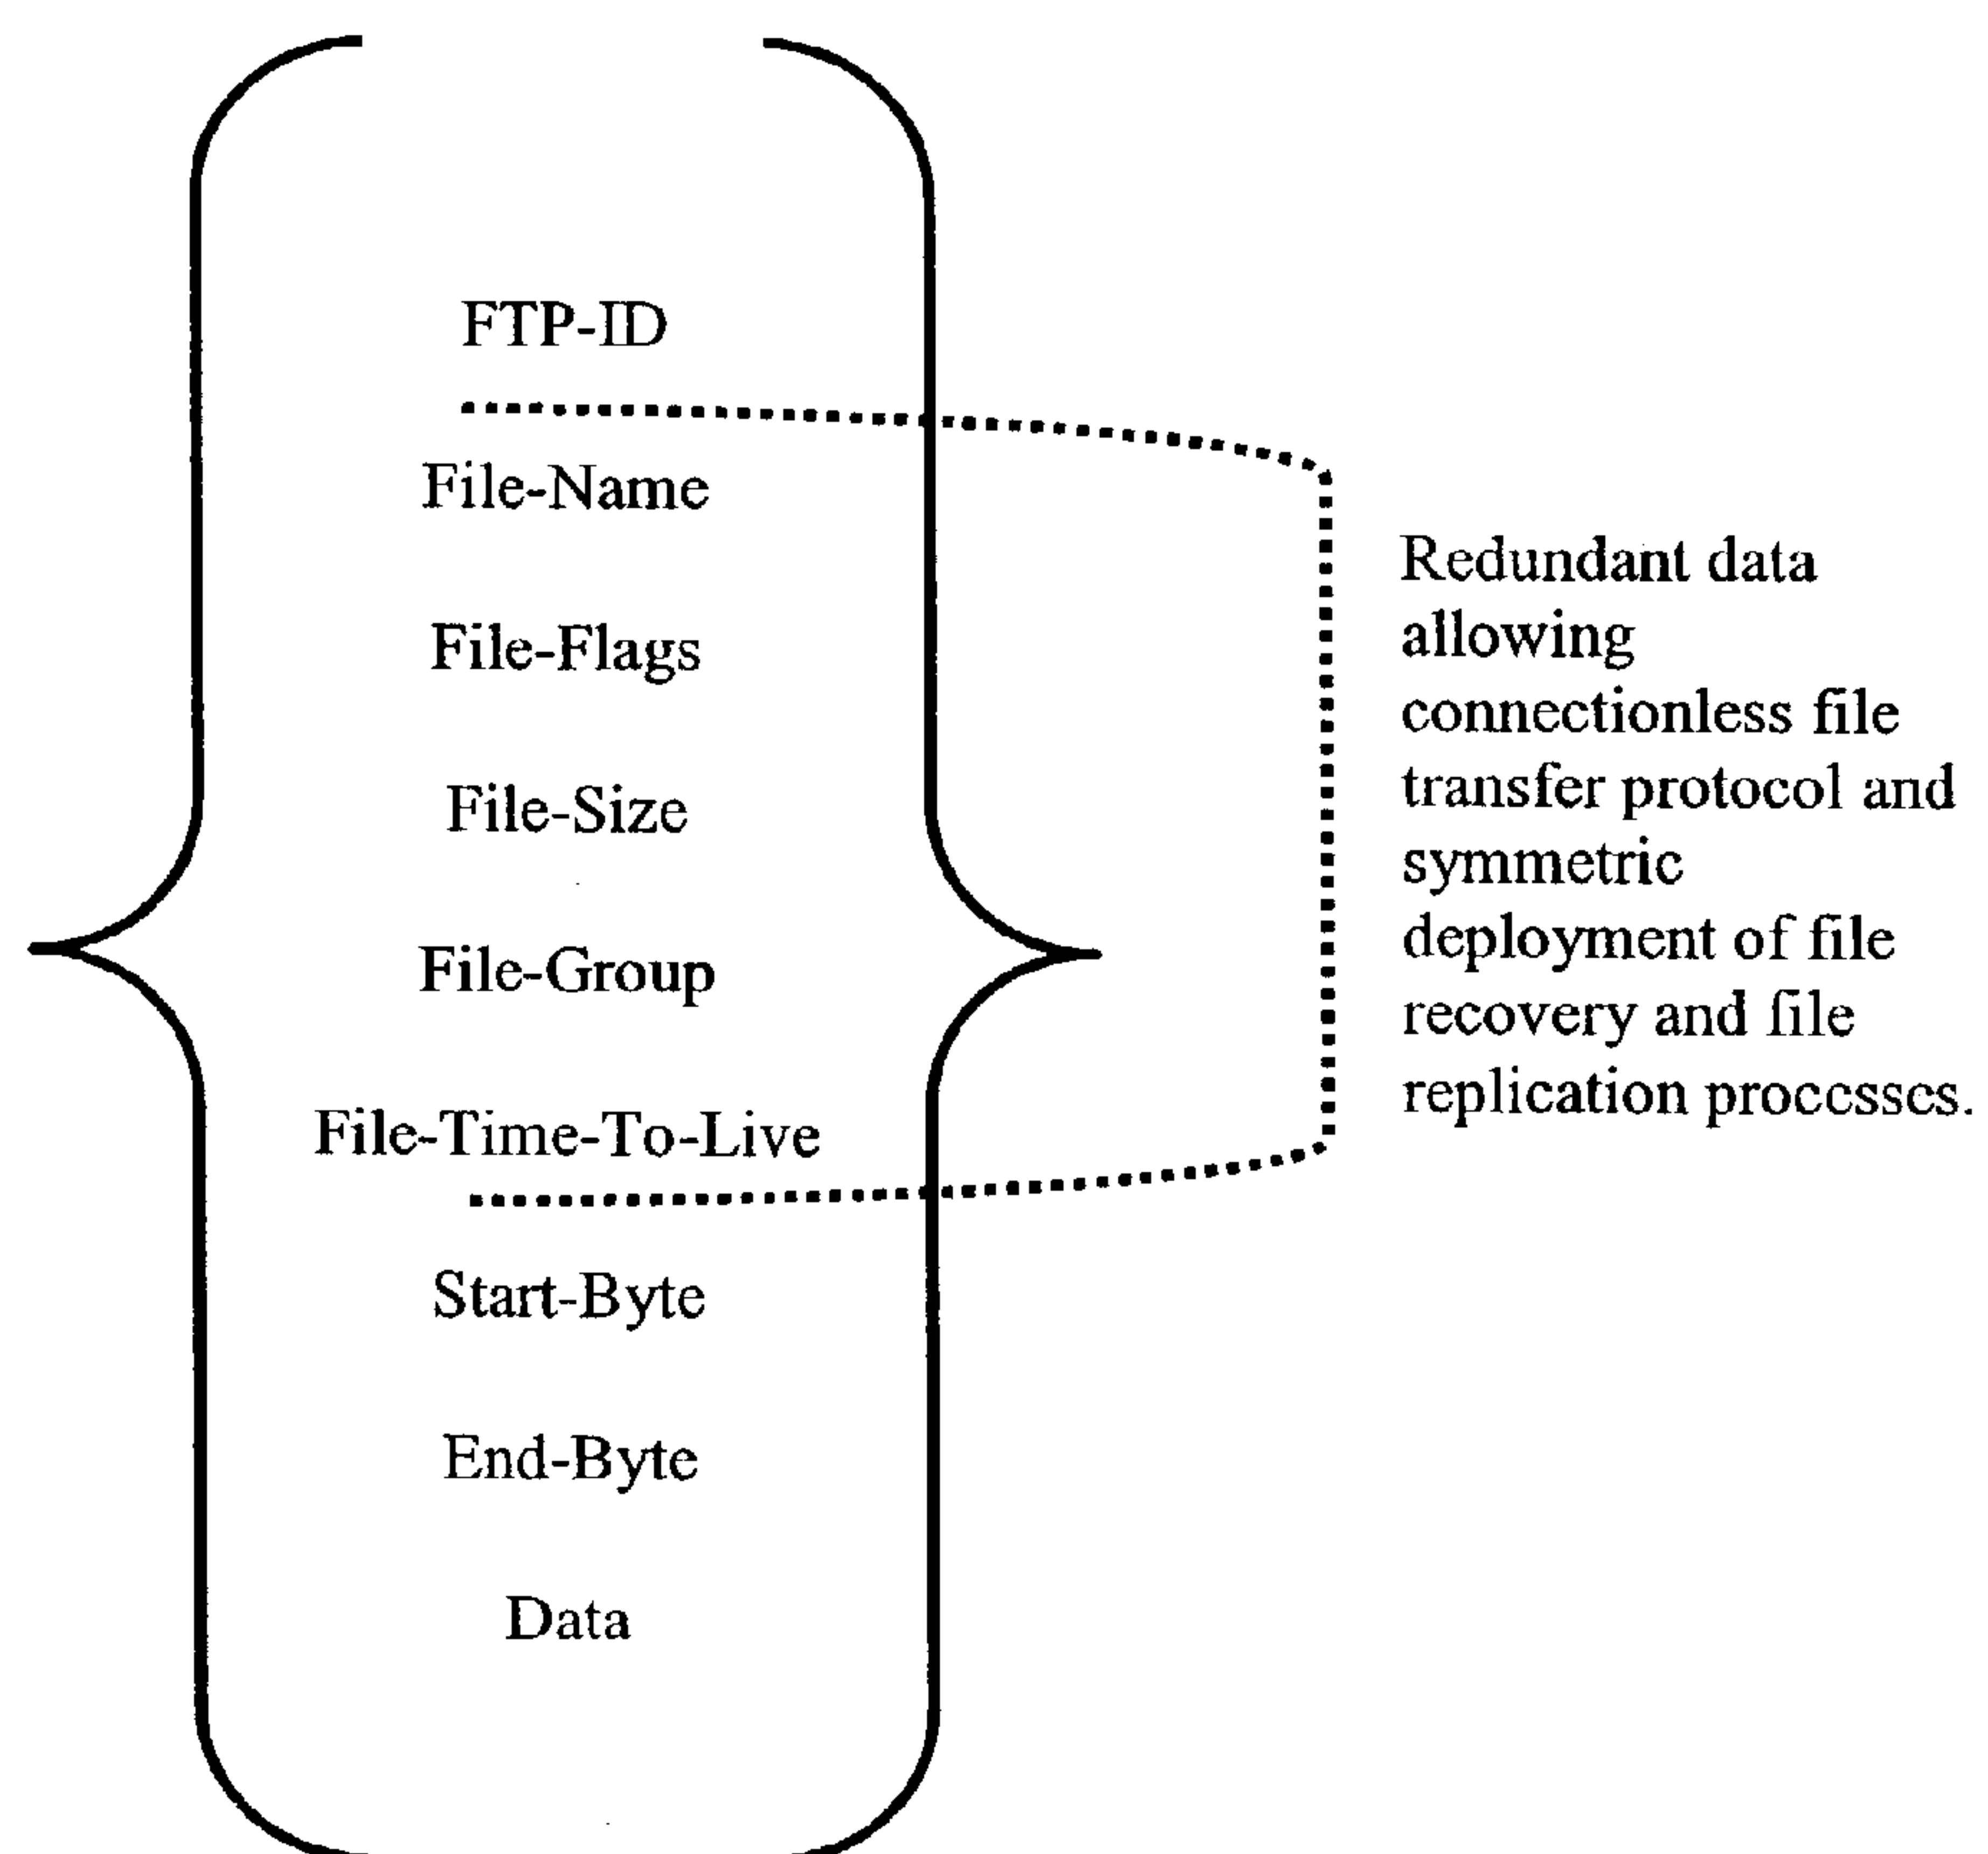 FTP-ID
File-Name
File-Flags
File-Size
File-Group
File-Time-To-Live
Start-Byte
End-Byte
Data
Redundant data
allowing
connectionless file
transfer protocol and
symmetric
deployment of file
recovery and file
replication processes.